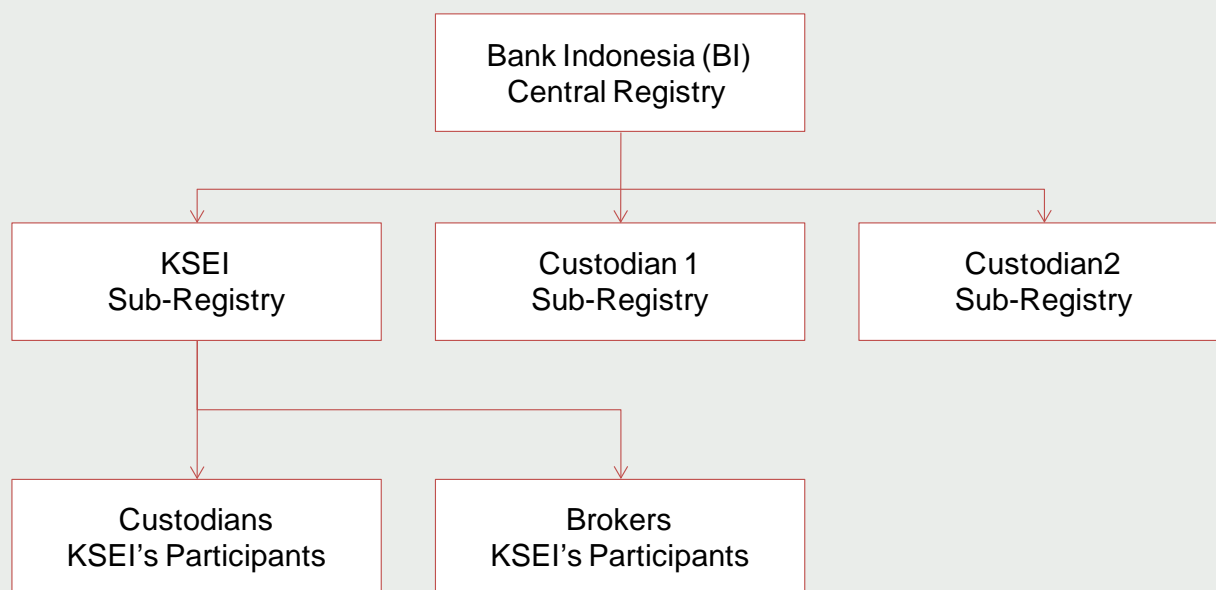 Bank Indonesia (BI)
Central Registry
KSEI
Sub-Registry
Custodian 1
Sub-Registry
Custodian2
Sub-Registry
Custodians
KSEI’s Participants
Brokers
KSEI’s Participants